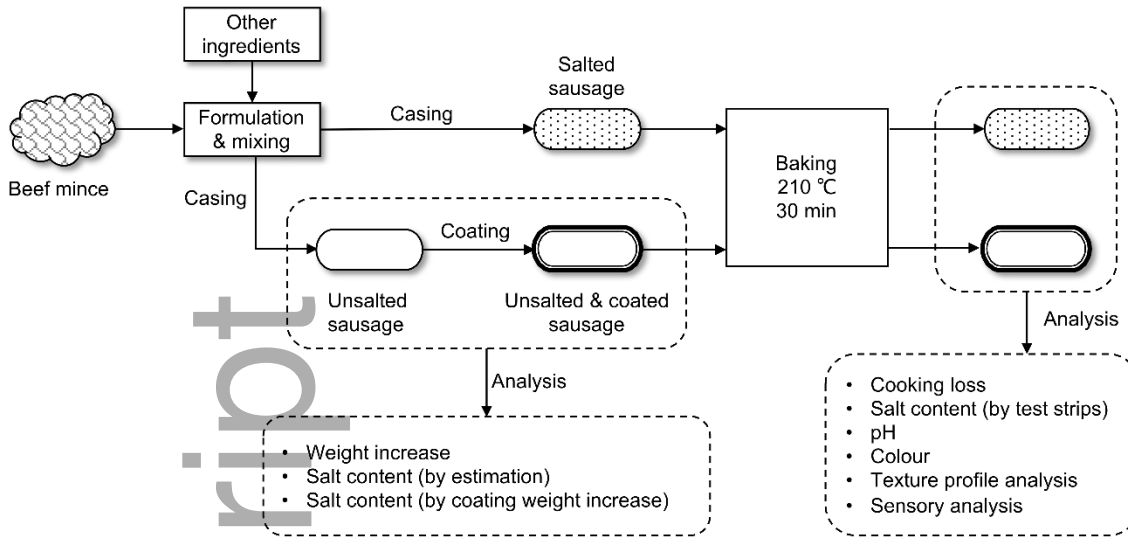 Other
ingredients
Salted
sausage
Casing
Formulation
& mixing
Beef mince
Casing
Baking
210 ℃
30 min
Coating
Unsalted
sausage
Unsalted & coated
sausage
Analysis
Analysis
• Weight increase
• Salt content (by estimation)
• Salt content (by coating weight increase)
• Cooking loss
• Salt content (by test strips)
• pH
• Colour
• Texture profile analysis
• Sensory analysis
ript